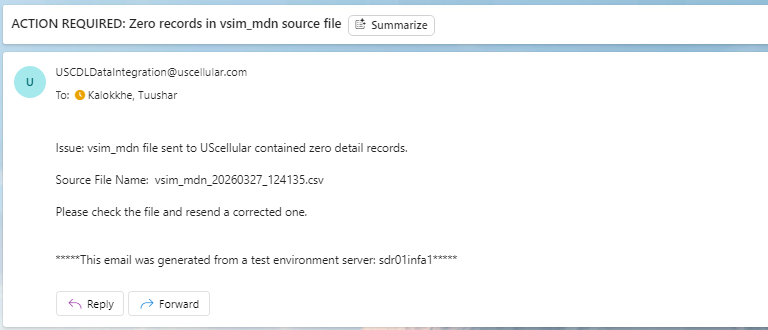 ACTION REQUIRED: Zero records in vsim_mdn source file Summarize
U
USCDLDataIntegration@uscellular.com
To: Kalokkhe, Tuushar
Issue: vsim_mdn file sent to UScellular contained zero detail records.
Source File Name: vsim_mdn_20260327_124135.csv
Please check the file and resend a corrected one.
*****This email was generated from a test environment server: sdr01infa1*****
Reply Forward